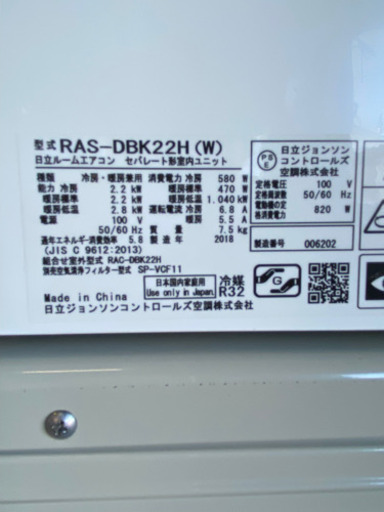 型式 RAS-DBK22H (W)
日立ルームエアコン セパレート形室内ユニット
種類 冷房・暖房兼用
能力 冷房 2.2 kW
暖房標準 2.2 kW
暖房低温 2.8 kW
電源 100 V
50/60 Hz
消費電力 冷房 580 W
暖房標準 470 W
暖房低温 1.040 kW
運転電流 冷房 6.8 A
暖房 5.5 A
質量 7.5 kg
通年エネルギー消費効率 5.8 製造年 2018
(JIS C 9612:2013)
組合せ室外型式 RAC-DBK22H
別売空気清浄フィルター型式 SP-VCF11
Made in China
日本国内家庭用
Use only in Japan
冷媒
R32
日立ジョンソンコントロールズ空調株式会社
PS
E
日立ジョンソン
コントロールズ
空調株式会社
定格電圧 100 V
定格周波数 50/60 Hz
電動機の定格消費電力 820 W
製造番号 006202
G